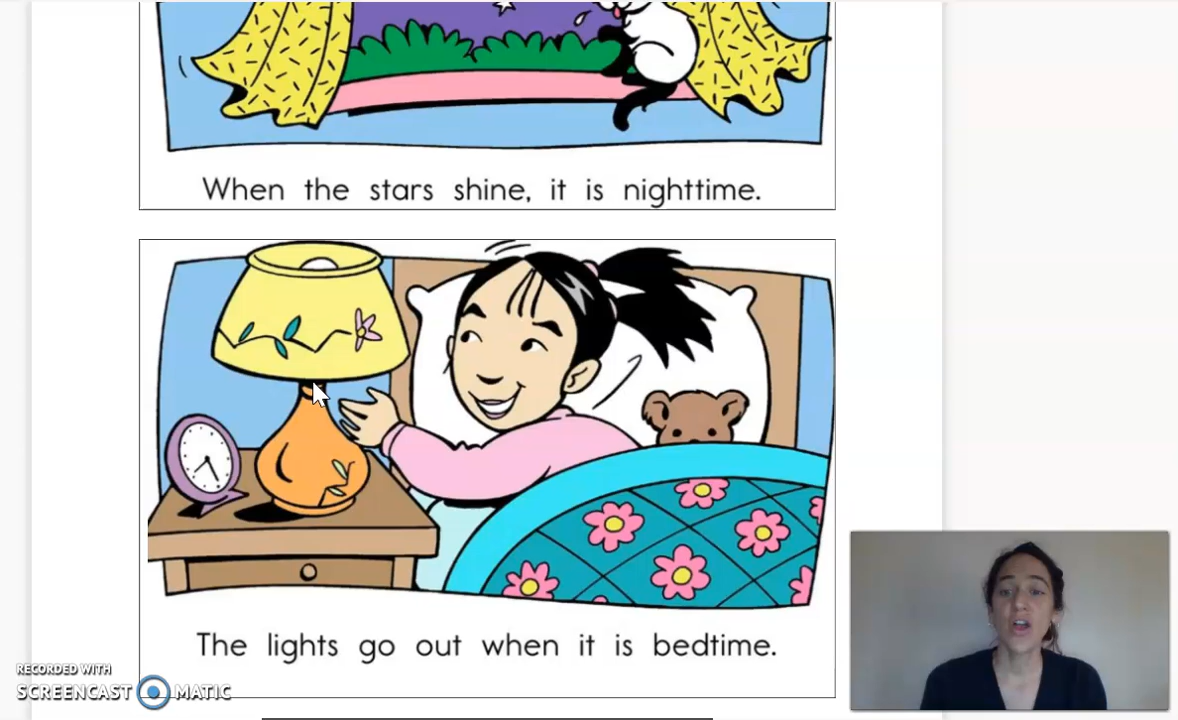 When the stars shine, it is nighttime.
The lights go out when it is bedtime.
RECORDED WITH
SCREENCAST MATIC